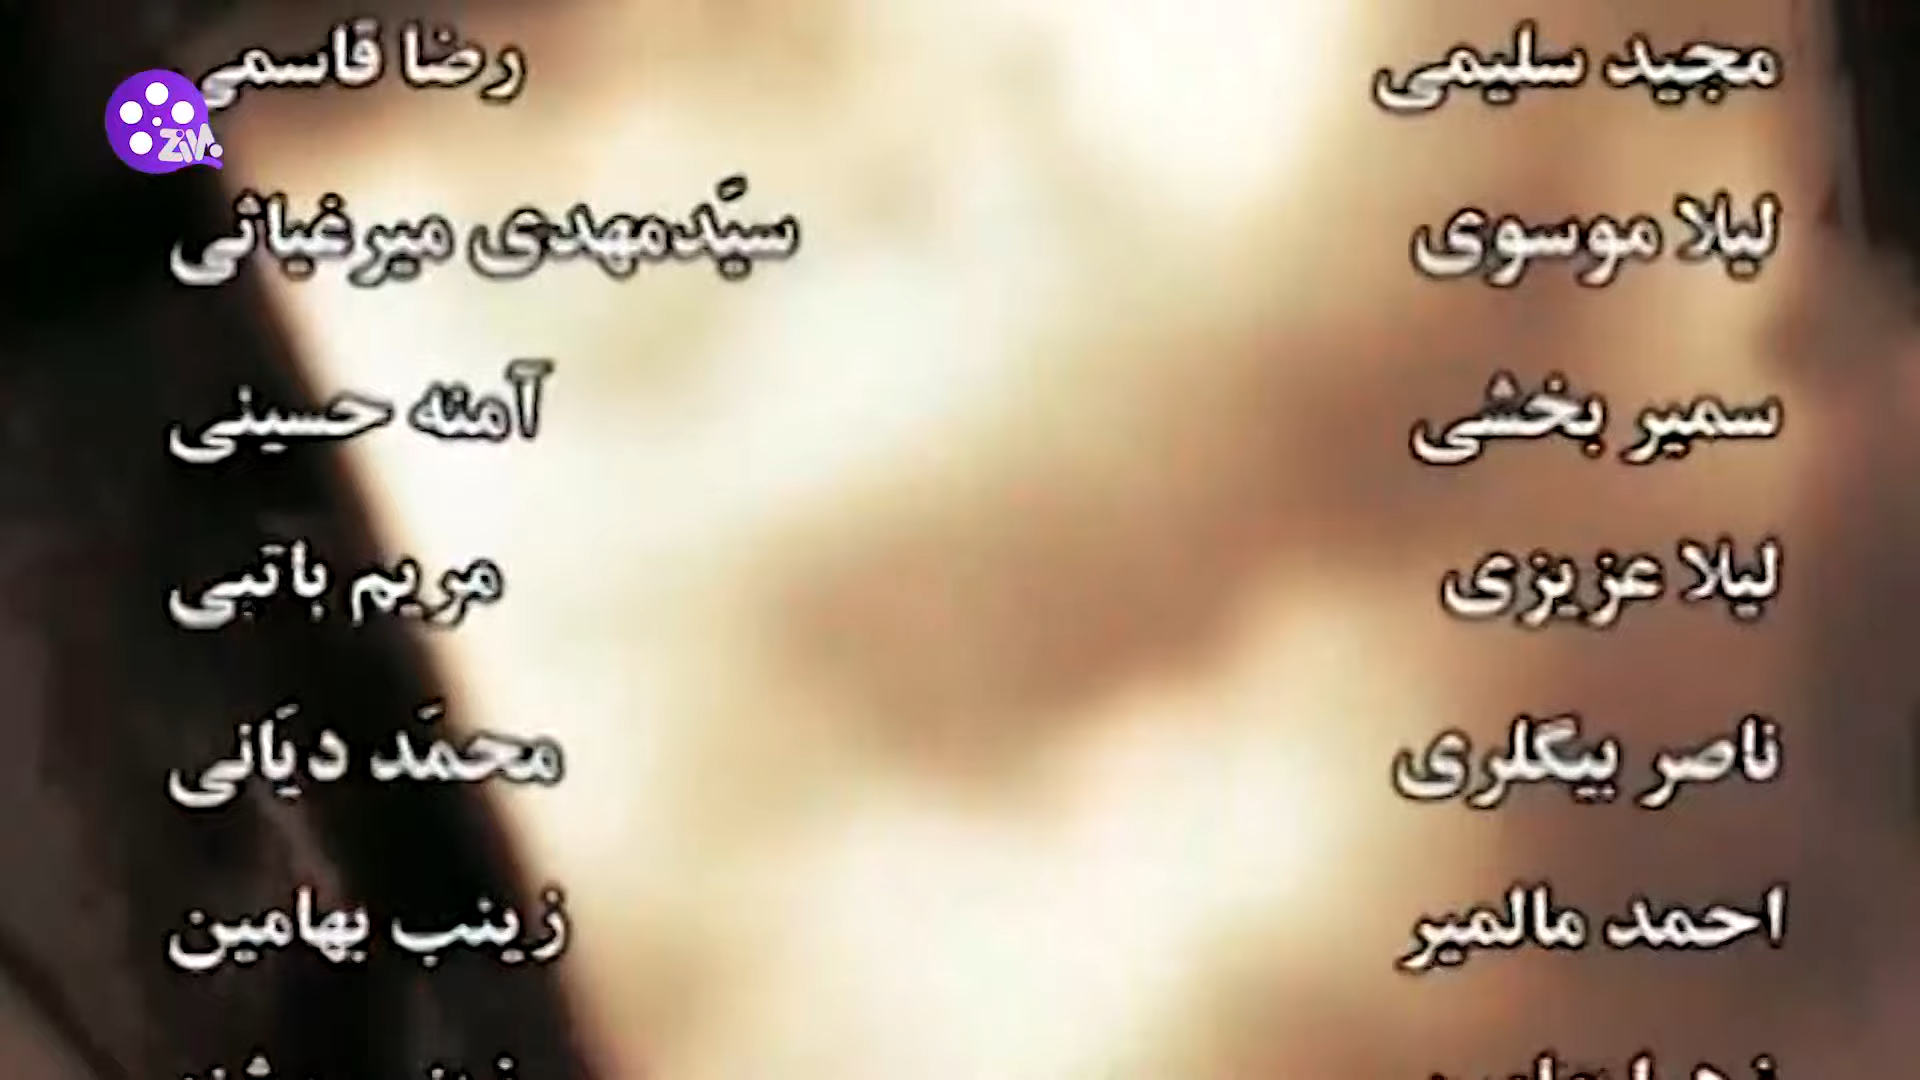 مجید سلیمی
رضا قاسمی
لیلا موسوی
سیّدمهدی میرغیاثی
سمیر بخشی
آمنه حسینی
لیلا عزیزی
مریم باتبی
ناصر بیگلری
محمّد دیّانی
احمد مالمیر
زینب بهامین